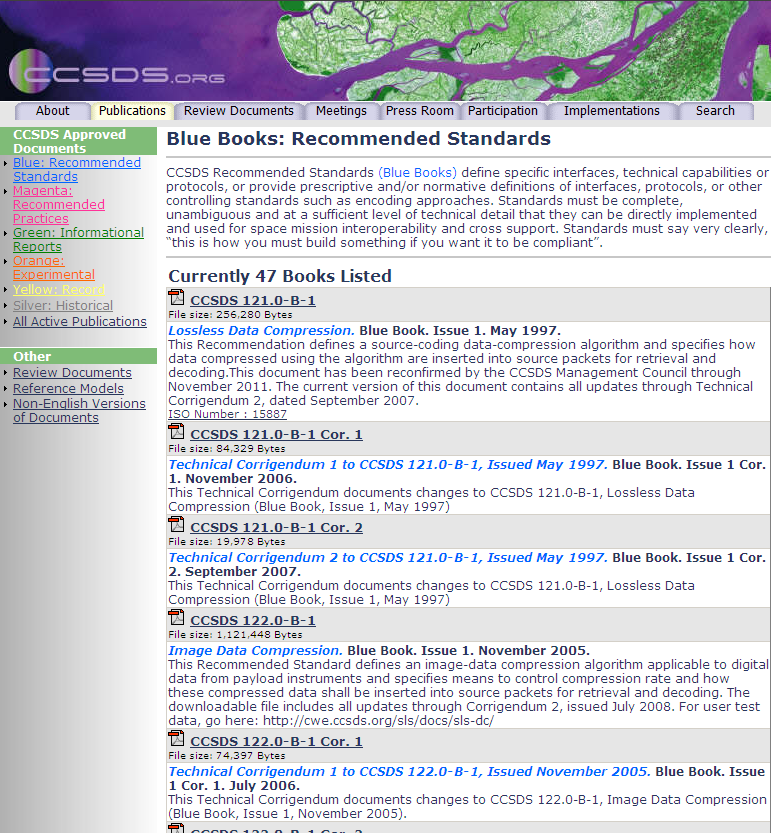 CCSDS.ORG
About Publications Review Documents Meetings Press Room Participation Implementations Search
CCSDS Approved
Documents
Blue: Recommended
Standards
Magenta:
Recommended
Practices
Green: Informational
Reports
Orange:
Experimental
Yellow: Record
Silver: Historical
All Active Publications
Other
Review Documents
Reference Models
Non-English Versions
of Documents
Blue Books: Recommended Standards
CCSDS Recommended Standards (Blue Books) define specific interfaces, technical capabilities or
protocols, or provide prescriptive and/or normative definitions of interfaces, protocols, or other
controlling standards such as encoding approaches. Standards must be complete,
unambiguous and at a sufficient level of technical detail that they can be directly implemented
and used for space mission interoperability and cross support. Standards must say very clearly,
“this is how you must build something if you want it to be compliant”.
Currently 47 Books Listed
CCSDS 121.0-B-1
File size: 256,280 Bytes
Lossless Data Compression. Blue Book. Issue 1. May 1997.
This Recommendation defines a source-coding data-compression algorithm and specifies how
data compressed using the algorithm are inserted into source packets for retrieval and
decoding.This document has been reconfirmed by the CCSDS Management Council through
November 2011. The current version of this document contains all updates through Technical
Corrigendum 2, dated September 2007.
ISO Number : 15887
CCSDS 121.0-B-1 Cor. 1
File size: 84,329 Bytes
Technical Corrigendum 1 to CCSDS 121.0-B-1, Issued May 1997. Blue Book. Issue 1 Cor.
1. November 2006.
This Technical Corrigendum documents changes to CCSDS 121.0-B-1, Lossless Data
Compression (Blue Book, Issue 1, May 1997)
CCSDS 121.0-B-1 Cor. 2
File size: 19,978 Bytes
Technical Corrigendum 2 to CCSDS 121.0-B-1, Issued May 1997. Blue Book. Issue 1 Cor.
2. September 2007.
This Technical Corrigendum documents changes to CCSDS 121.0-B-1, Lossless Data
Compression (Blue Book, Issue 1, May 1997)
CCSDS 122.0-B-1
File size: 1,121,448 Bytes
Image Data Compression. Blue Book. Issue 1. November 2005.
This Recommended Standard defines an image-data compression algorithm applicable to digital
data from payload instruments and specifies means to control compression rate and how
these compressed data shall be inserted into source packets for retrieval and decoding. The
downloadable file includes all updates through Corrigendum 2, issued July 2008. For user test
data, go here: http://cwe.ccsds.org/sls/docs/sls-dc/
CCSDS 122.0-B-1 Cor. 1
File size: 74,397 Bytes
Technical Corrigendum 1 to CCSDS 122.0-B-1, Issued November 2005. Blue Book. Issue
1 Cor. 1. July 2006.
This Technical Corrigendum documents changes to CCSDS 122.0-B-1, Image Data Compression
(Blue Book, Issue 1, November 2005).